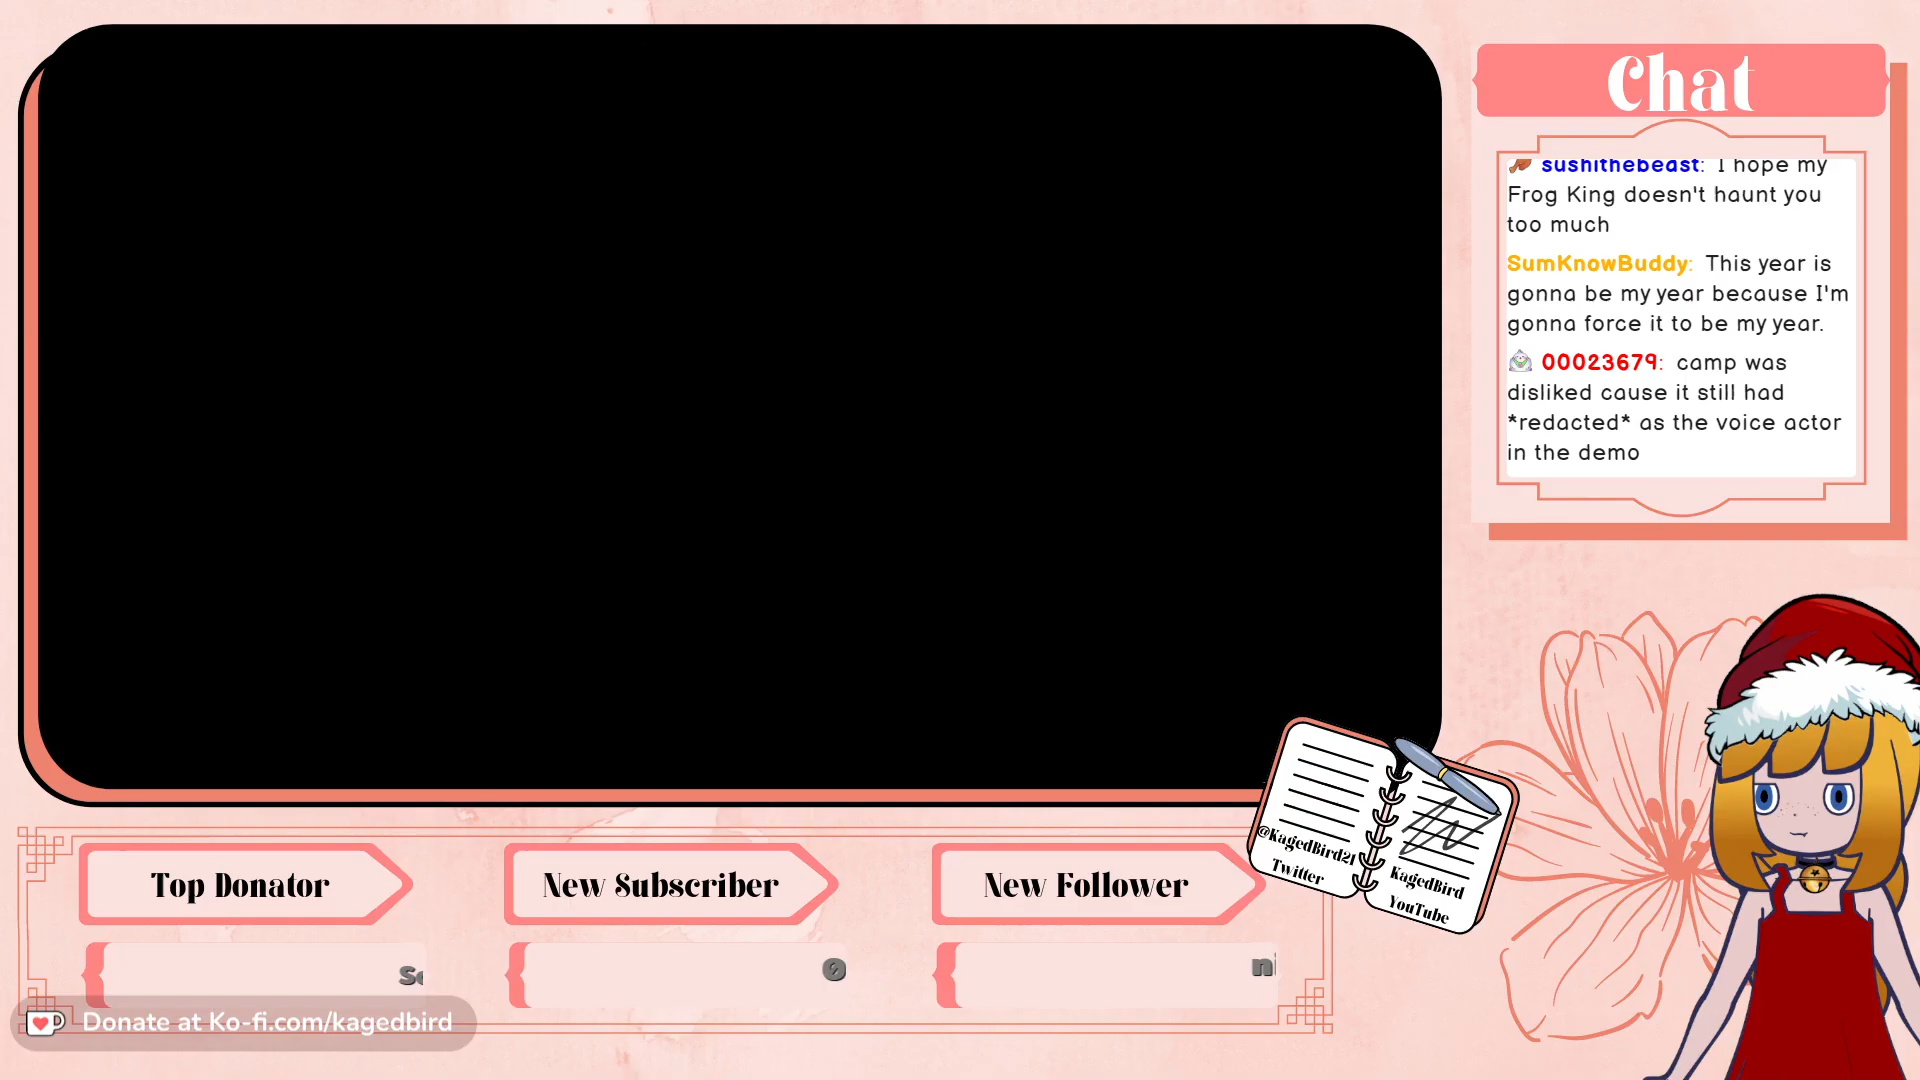 Chat
sushithebeast: I hope my
Frog King doesn't haunt you
too much
SumKnowBuddy: This year is
gonna be my year because I'm
gonna force it to be my year.
00023679: camp was
disliked cause it still had
*redacted* as the voice actor
in the demo
@KagedBird21
Twitter
KagedBird
YouTube
Top Donator
New Subscriber
New Follower
Donate at Ko-fi.com/kagedbird